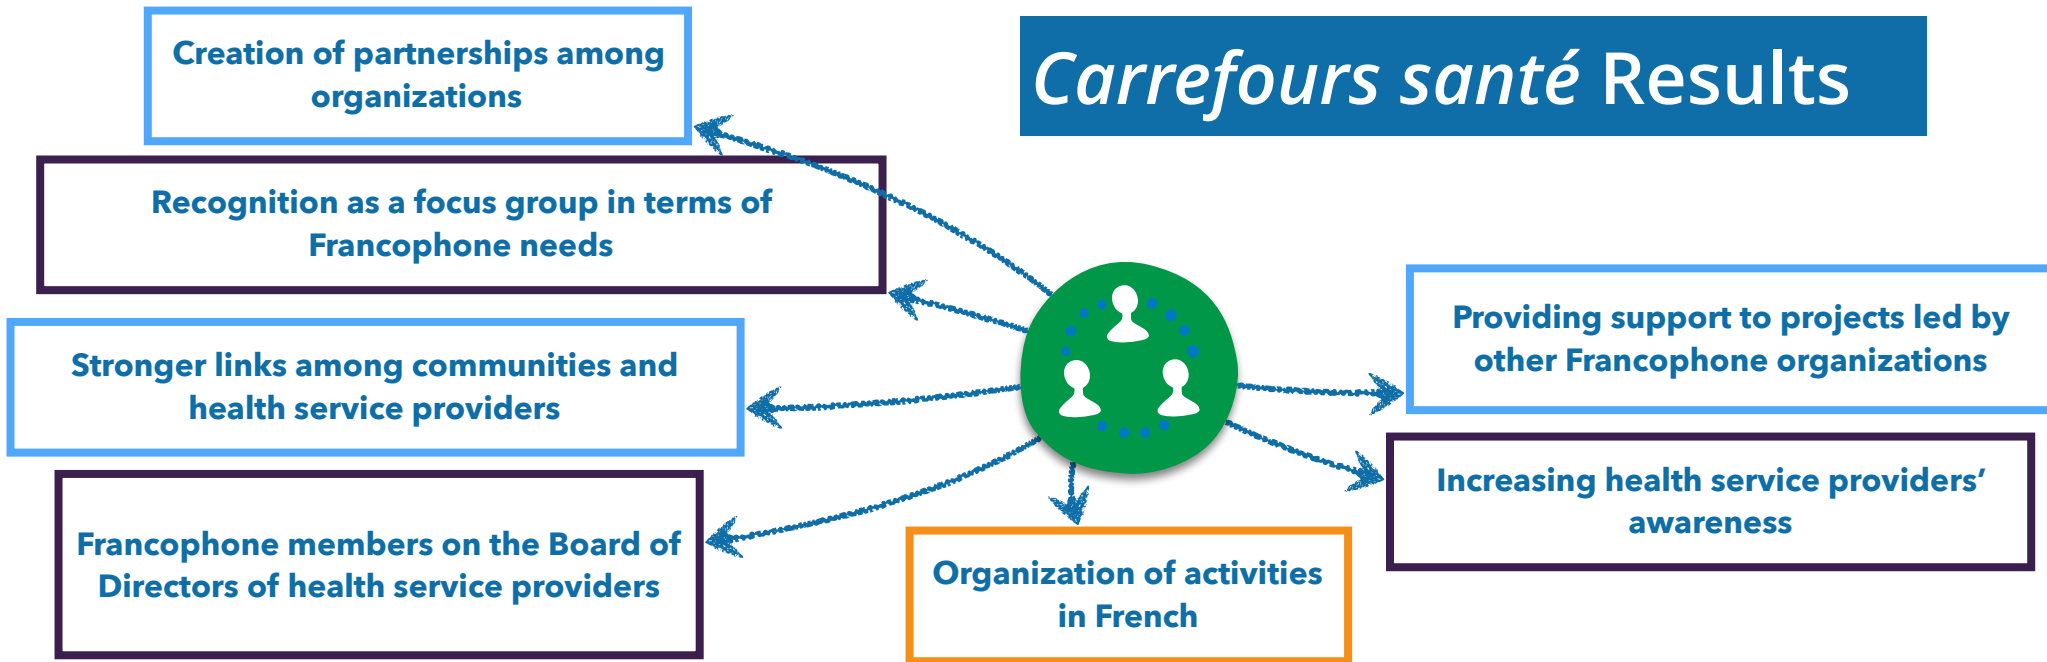 Creation of partnerships among
organizations
Carrefours santé Results
Recognition as a focus group in terms of
Francophone needs
Stronger links among communities and
health service providers
Providing support to projects led by
other Francophone organizations
Francophone members on the Board of
Directors of health service providers
Organization of activities
in French
Increasing health service providers’
awareness